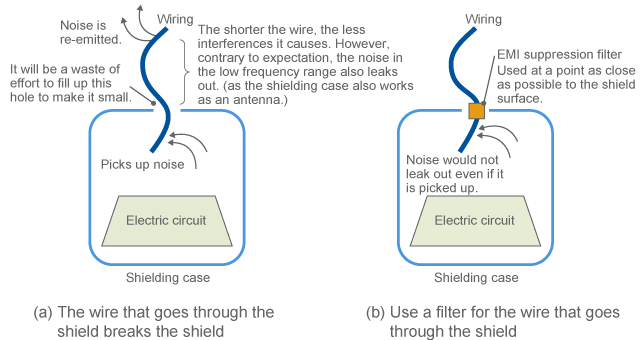 Noise is
re-emitted.
Wiring
The shorter the wire, the less
interferences it causes. However,
contrary to expectation, the noise in
the low frequency range also leaks
out. (as the shielding case also works
as an antenna.)
It will be a waste of
effort to fill up this
hole to make it small.
Picks up noise
Electric circuit
Shielding case
(a) The wire that goes through the
shield breaks the shield
Wiring
EMI suppression filter
Used at a point as close
as possible to the shield
surface.
Noise would not
leak out even if it
is picked up.
Electric circuit
Shielding case
(b) Use a filter for the wire that goes
through the shield